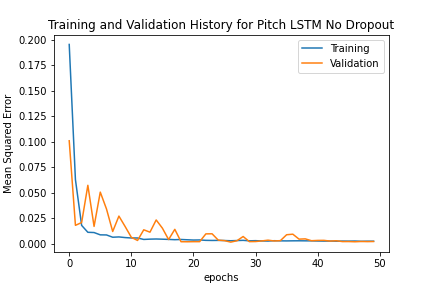 Training and Validation History for Pitch LSTM No Dropout
Training
Validation
Mean Squared Error
0.200
0.175
0.150
0.125
0.100
0.075
0.050
0.025
0.000
0 10 20 30 40 50
epochs